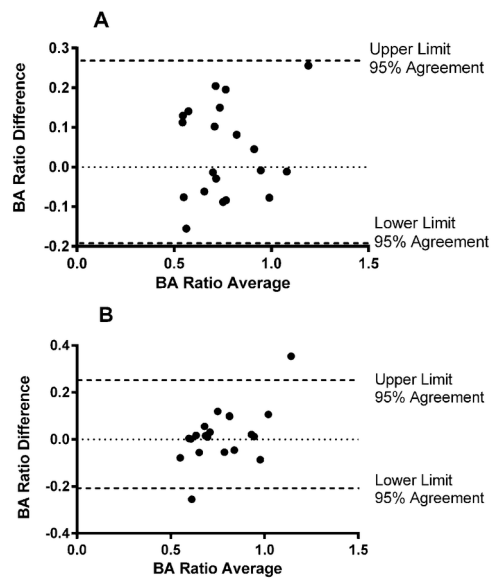 A
0.3
0.2
0.1
0.0
-0.1
-0.2
BA Ratio Difference
Upper Limit
95% Agreement
Lower Limit
95% Agreement
0.0 0.5 1.0 1.5
BA Ratio Average
B
0.4
0.2
0.0
-0.2
-0.4
BA Ratio Difference
Upper Limit
95% Agreement
Lower Limit
95% Agreement
0.0 0.5 1.0 1.5
BA Ratio Average